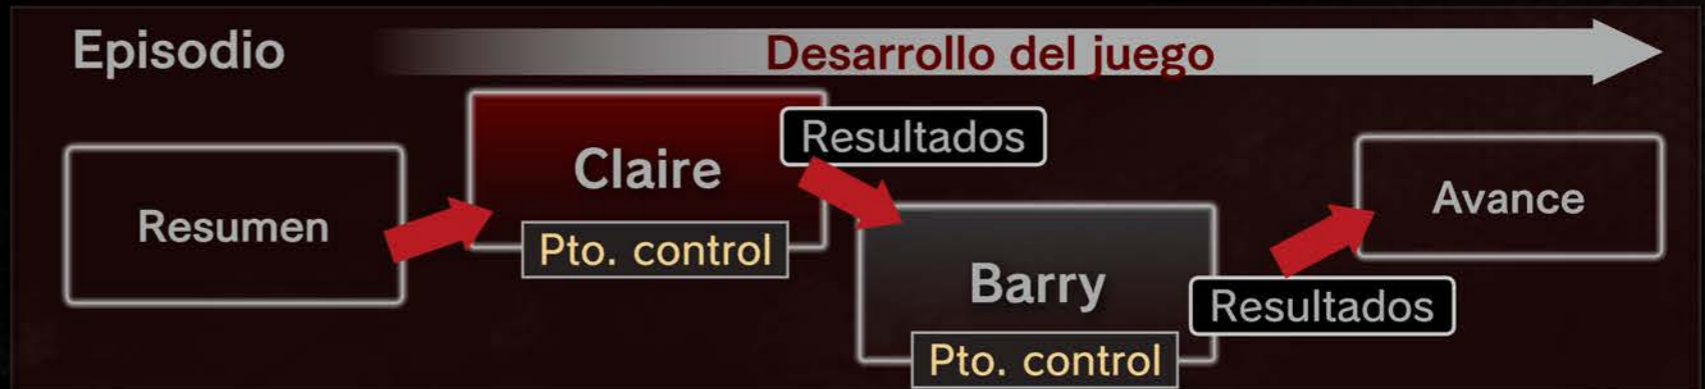 Episodio
Desarrollo del juego
Resumen
Claire
Pto. control
Resultados
Barry
Pto. control
Resultados
Avance